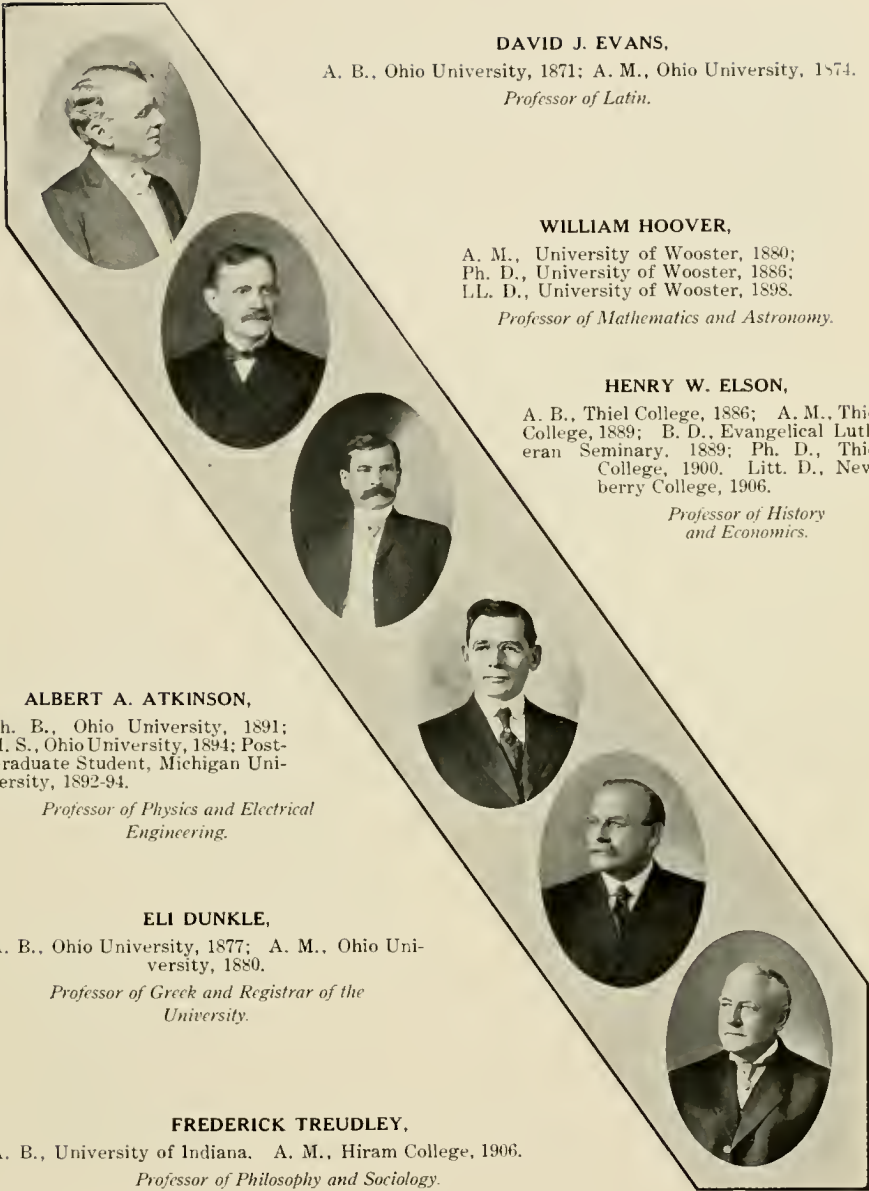 DAVID J. EVANS,
A. B., Ohio University, 1871; A. M., Ohio University, 1874.
Professor of Latin.
WILLIAM HOOVER,
A. M., University of Wooster, 1880;
Ph. D., University of Wooster, 1886;
LL. D., University of Wooster, 1898.
Professor of Mathematics and Astronomy.
HENRY W. ELSON,
A. B., Thiel College, 1886; A. M., Thi
College, 1889; B. D., Evangelical Luth
eran Seminary, 1889; Ph. D., Thi
College, 1900. Litt. D., New
berry College, 1906.
Professor of History
and Economics.
ALBERT A. ATKINSON,
h. B., Ohio University, 1891;
. S., Ohio University, 1894; Post-
raduate Student, Michigan Uni-
ersity, 1892-94.
Professor of Physics and Electrical
Engineering.
ELI DUNKLE,
. B., Ohio University, 1877; A. M., Ohio Uni-
versity, 1880.
Professor of Greek and Registrar of the
University.
FREDERICK TREUDLEY,
. B., University of Indiana. A. M., Hiram College, 1906.
Professor of Philosophy and Sociology.